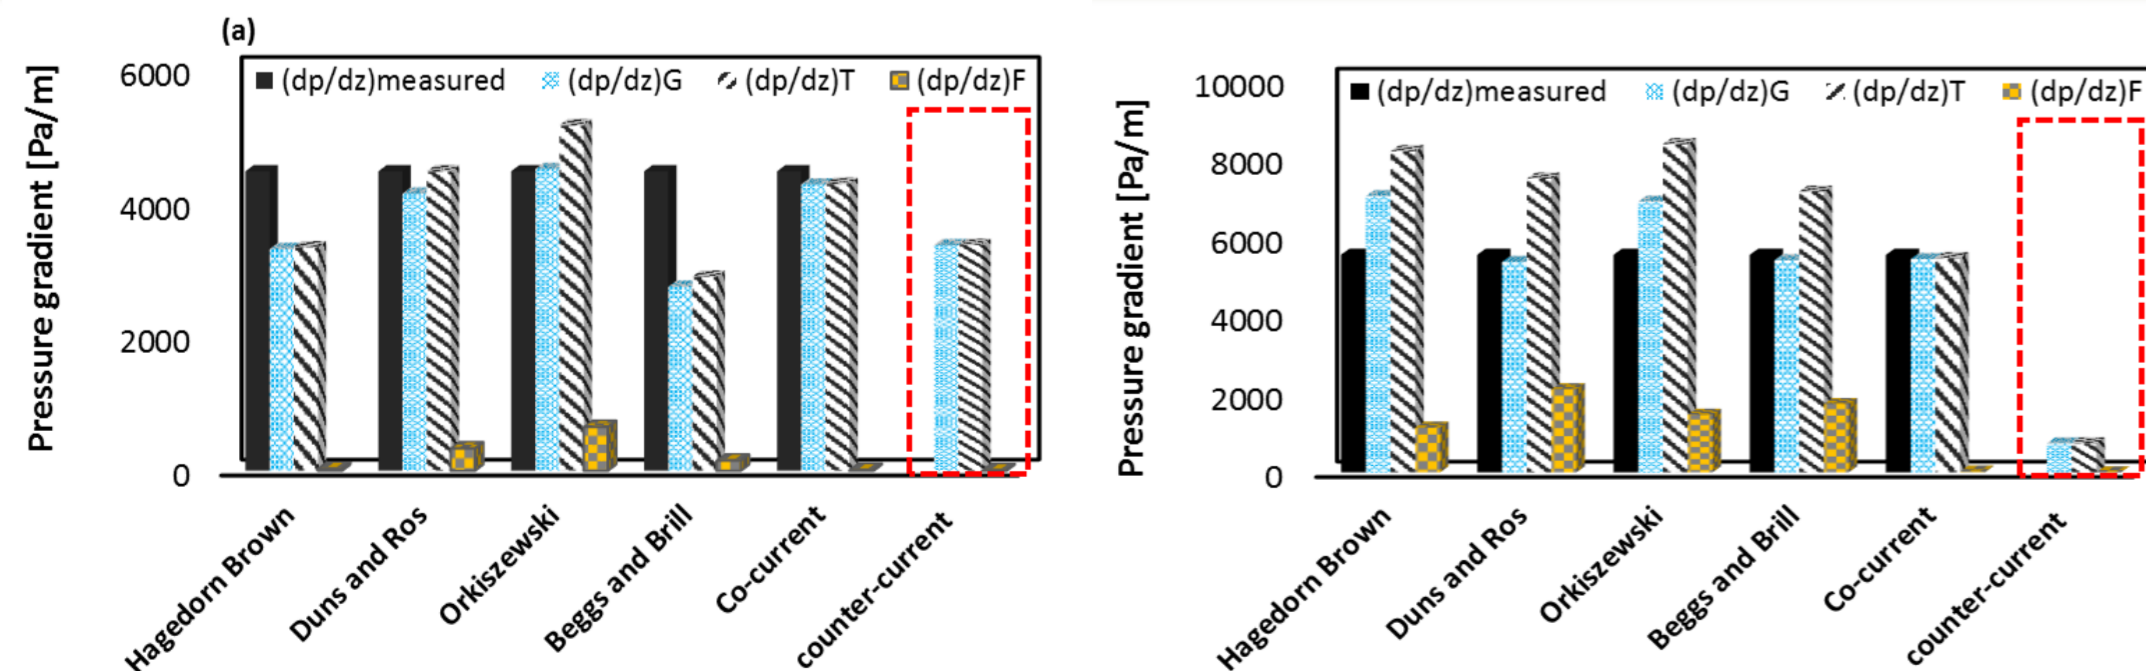 (a)
Pressure gradient [Pa/m]
6000
4000
2000
0
(dp/dz)measured (dp/dz)G (dp/dz)T (dp/dz)F
Hagedorn Brown
Duns and Ros
Orkiszewski
Beggs and Brill
Co-current
counter-current
Pressure gradient [Pa/m]
10000
8000
6000
4000
2000
0
(dp/dz)measured (dp/dz)G (dp/dz)T (dp/dz)F
Hagedorn Brown
Duns and Ros
Orkiszewski
Beggs and Brill
Co-current
counter-current